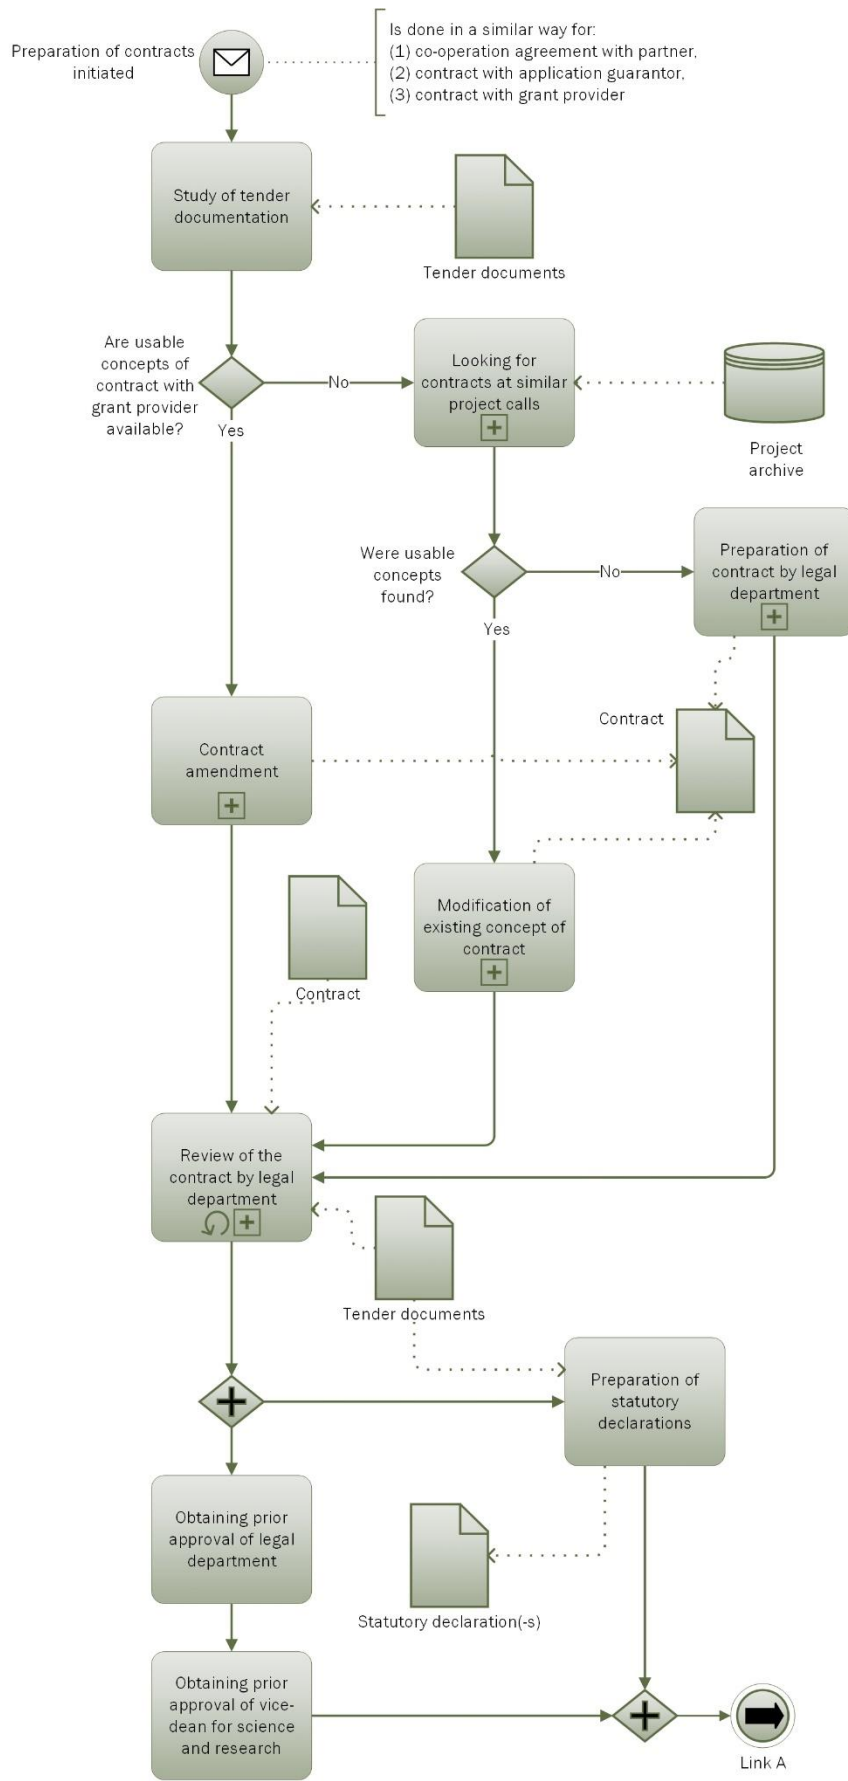 Preparation of contracts
initiated
Is done in a similar way for:
(1) co-operation agreement with partner,
(2) contract with application guarantor,
(3) contract with grant provider
Study of tender
documentation
Tender documents
Are usable
concepts of
contract with
grant provider
available?
No
Yes
Looking for
contracts at similar
project calls
Project
archive
Were usable
concepts
found?
No
Yes
Preparation of
contract by legal
department
Contract
Contract
amendment
Modification of
existing concept of
contract
Contract
Review of the
contract by legal
department
Tender documents
Preparation of
statutory
declarations
Obtaining prior
approval of legal
department
Statutory declaration(-s)
Obtaining prior
approval of vice-
dean for science
and research
Link A